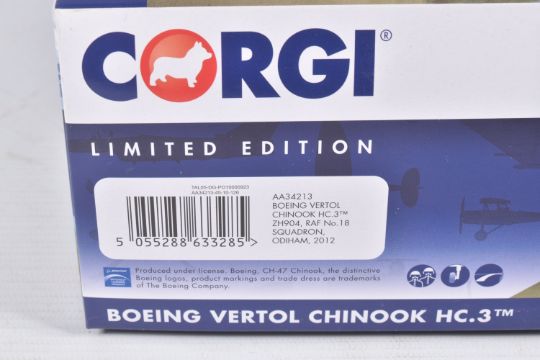 CORGI®
LIMITED EDITION
AA34213
BOEING VERTOL
CHINOOK HC.3™
ZH904, RAF No.18
SQUADRON,
ODIHAM, 2012
5 055288 633285>
Produced under license. Boeing, CH-47 Chinook, the distinctive
Boeing logos, product markings and trade dress are trademarks
of The Boeing Company.
BOEING VERTOL CHINOOK HC.3™